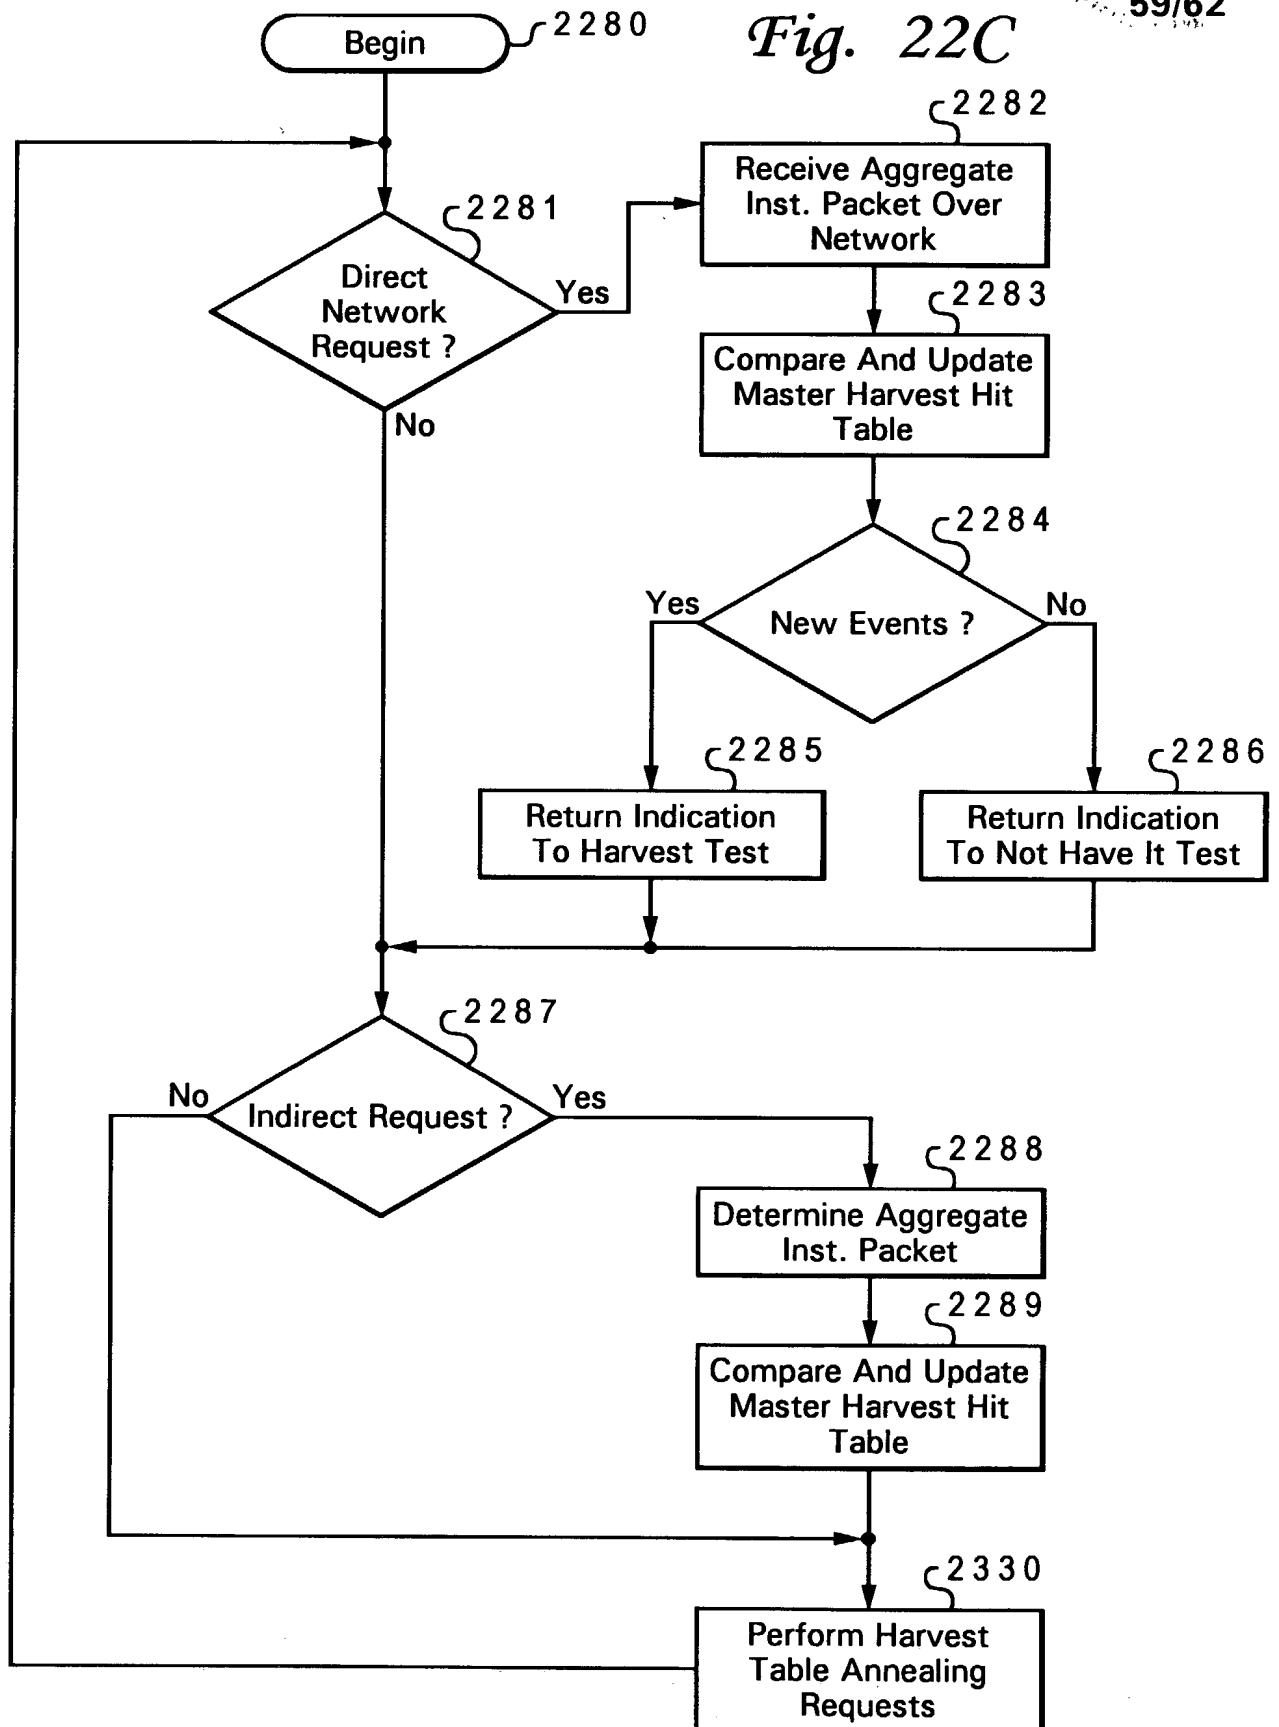 59/62
Fig. 22C
Begin
2280
2281
Direct
Network
Request ?
Yes
No
2282
Receive Aggregate
Inst. Packet Over
Network
2283
Compare And Update
Master Harvest Hit
Table
2284
New Events ?
Yes
No
2285
Return Indication
To Harvest Test
2286
Return Indication
To Not Have It Test
2287
Indirect Request ?
No
Yes
2288
Determine Aggregate
Inst. Packet
2289
Compare And Update
Master Harvest Hit
Table
2330
Perform Harvest
Table Annealing
Requests